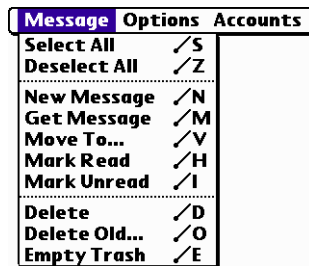 Message Options Accounts
Select All /S
Deselect All /Z
New Message /N
Get Message /M
Move To... /V
Mark Read /H
Mark Unread /I
Delete /D
Delete Old... /O
Empty Trash /E